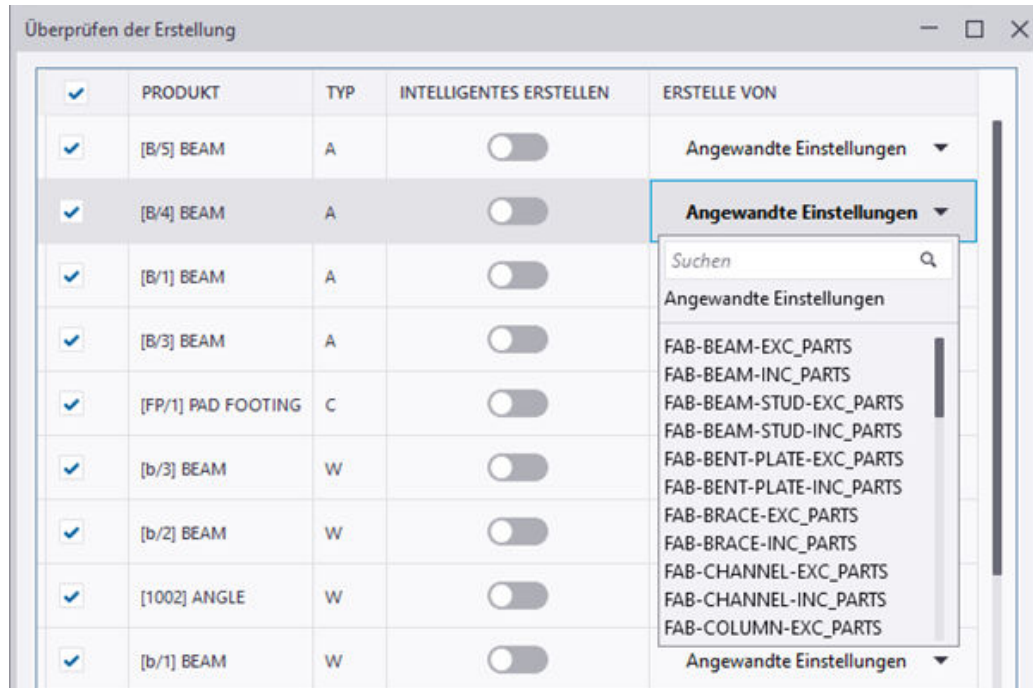 Überprüfen der Erstellung
PRODUKT TYP INTELLIGENTES ERSTELLEN ERSTELLE VON
[B/5] BEAM A Angewandte Einstellungen
[B/4] BEAM A Angewandte Einstellungen
[B/1] BEAM A
[B/3] BEAM A
[FP/1] PAD FOOTING C
[b/3] BEAM W
[b/2] BEAM W
[1002] ANGLE W
[b/1] BEAM W Angewandte Einstellungen
Suchen
Angewandte Einstellungen
FAB-BEAM-EXC_PARTS
FAB-BEAM-INC_PARTS
FAB-BEAM-STUD-EXC_PARTS
FAB-BEAM-STUD-INC_PARTS
FAB-BENT-PLATE-EXC_PARTS
FAB-BENT-PLATE-INC_PARTS
FAB-BRACE-EXC_PARTS
FAB-BRACE-INC_PARTS
FAB-CHANNEL-EXC_PARTS
FAB-CHANNEL-INC_PARTS
FAB-COLUMN-EXC_PARTS